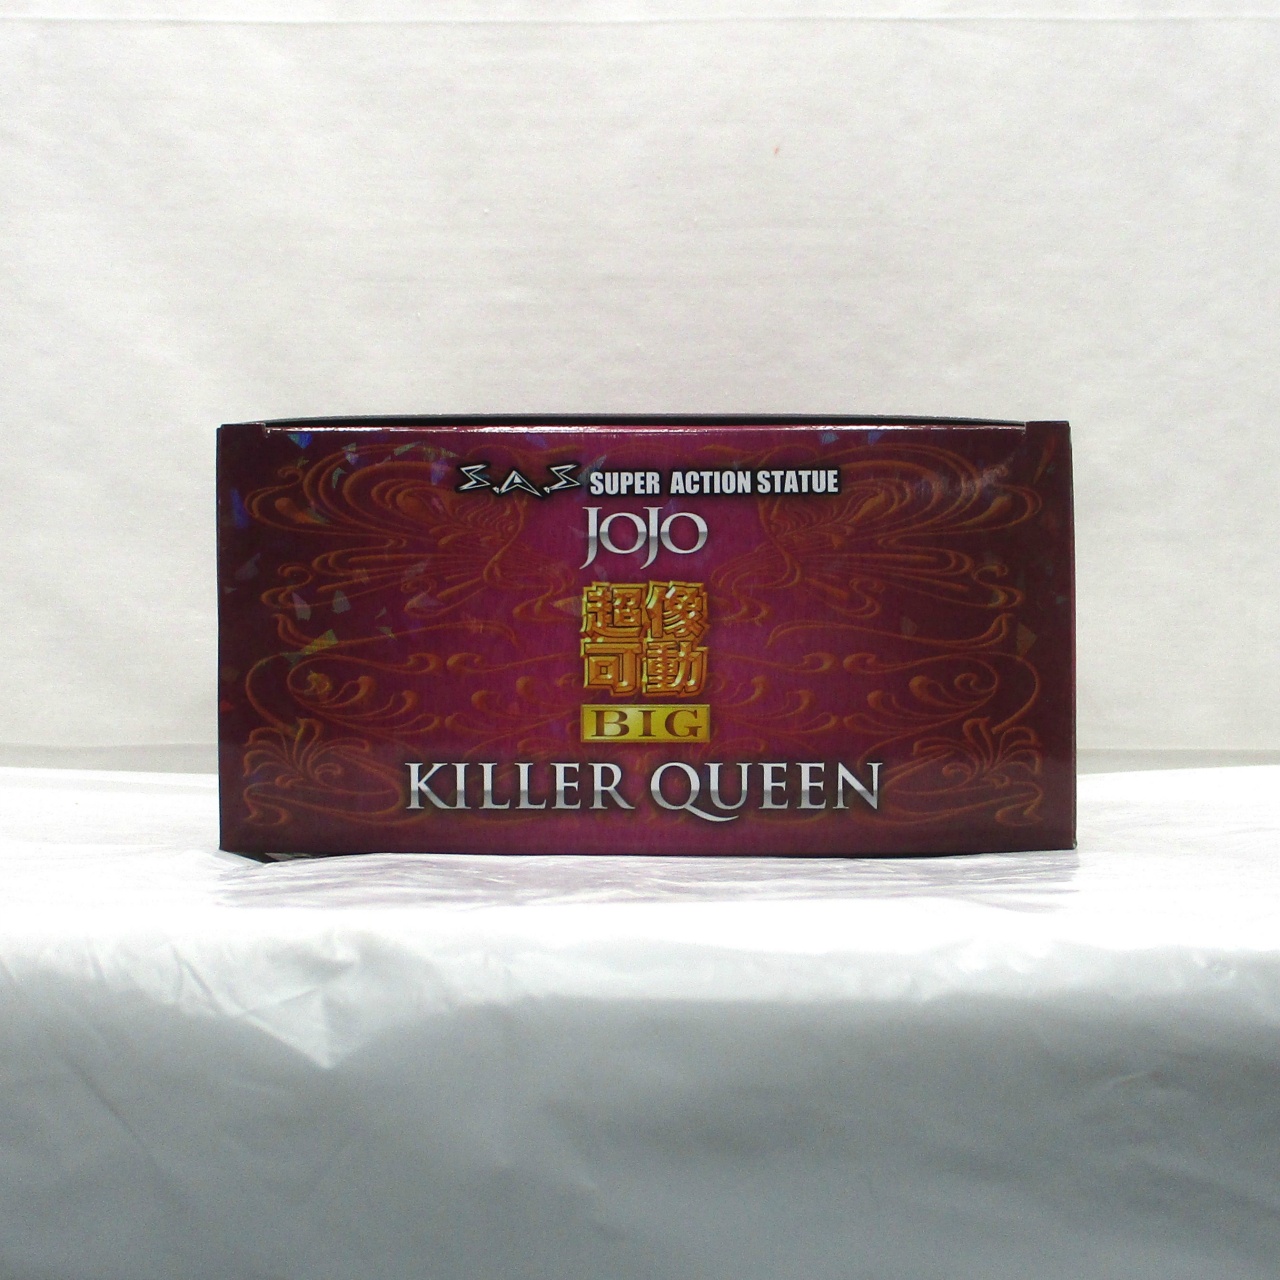 S.A.S SUPER ACTION STATUE
JoJo
超像
可動
BIG
KILLER QUEEN